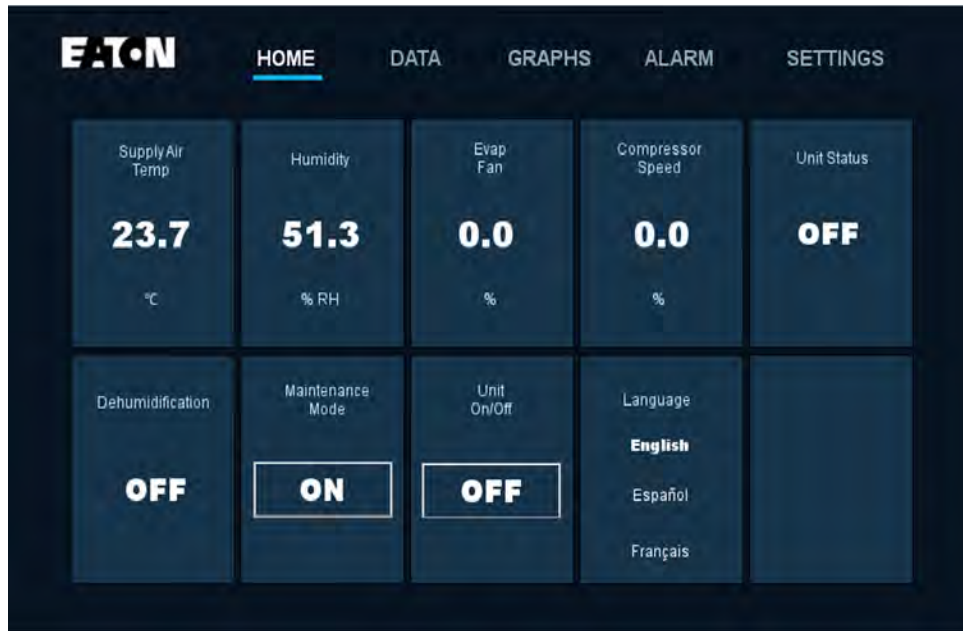 EATON
HOME
DATA
GRAPHS
ALARM
SETTINGS
Supply Air
Temp
23.7
°C
Humidity
51.3
% RH
Evap
Fan
0.0
%
Compressor
Speed
0.0
%
Unit Status
OFF
Dehumidification
OFF
Maintenance
Mode
ON
Unit
On/Off
OFF
Language
English
Español
Français